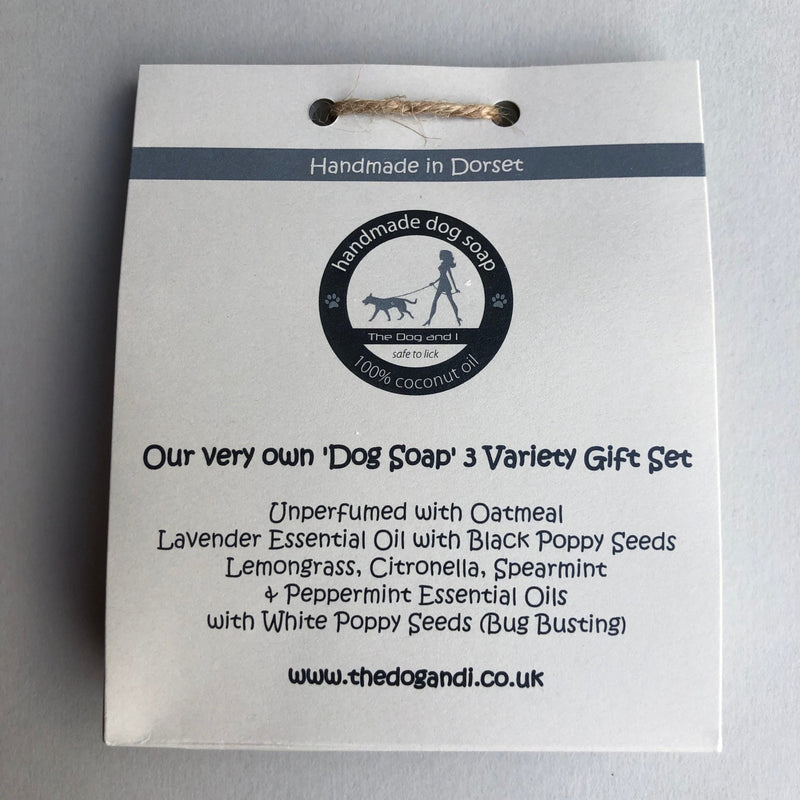 Handmade in Dorset
handmade dog soap
The Dog and I
safe to lick
100% coconut oil
Our very own 'Dog Soap' 3 Variety Gift Set
Unperfumed with Oatmeal
Lavender Essential Oil with Black Poppy Seeds
Lemongrass, Citronella, Spearmint
& Peppermint Essential Oils
with White Poppy Seeds (Bug Busting)
www.thedogandi.co.uk